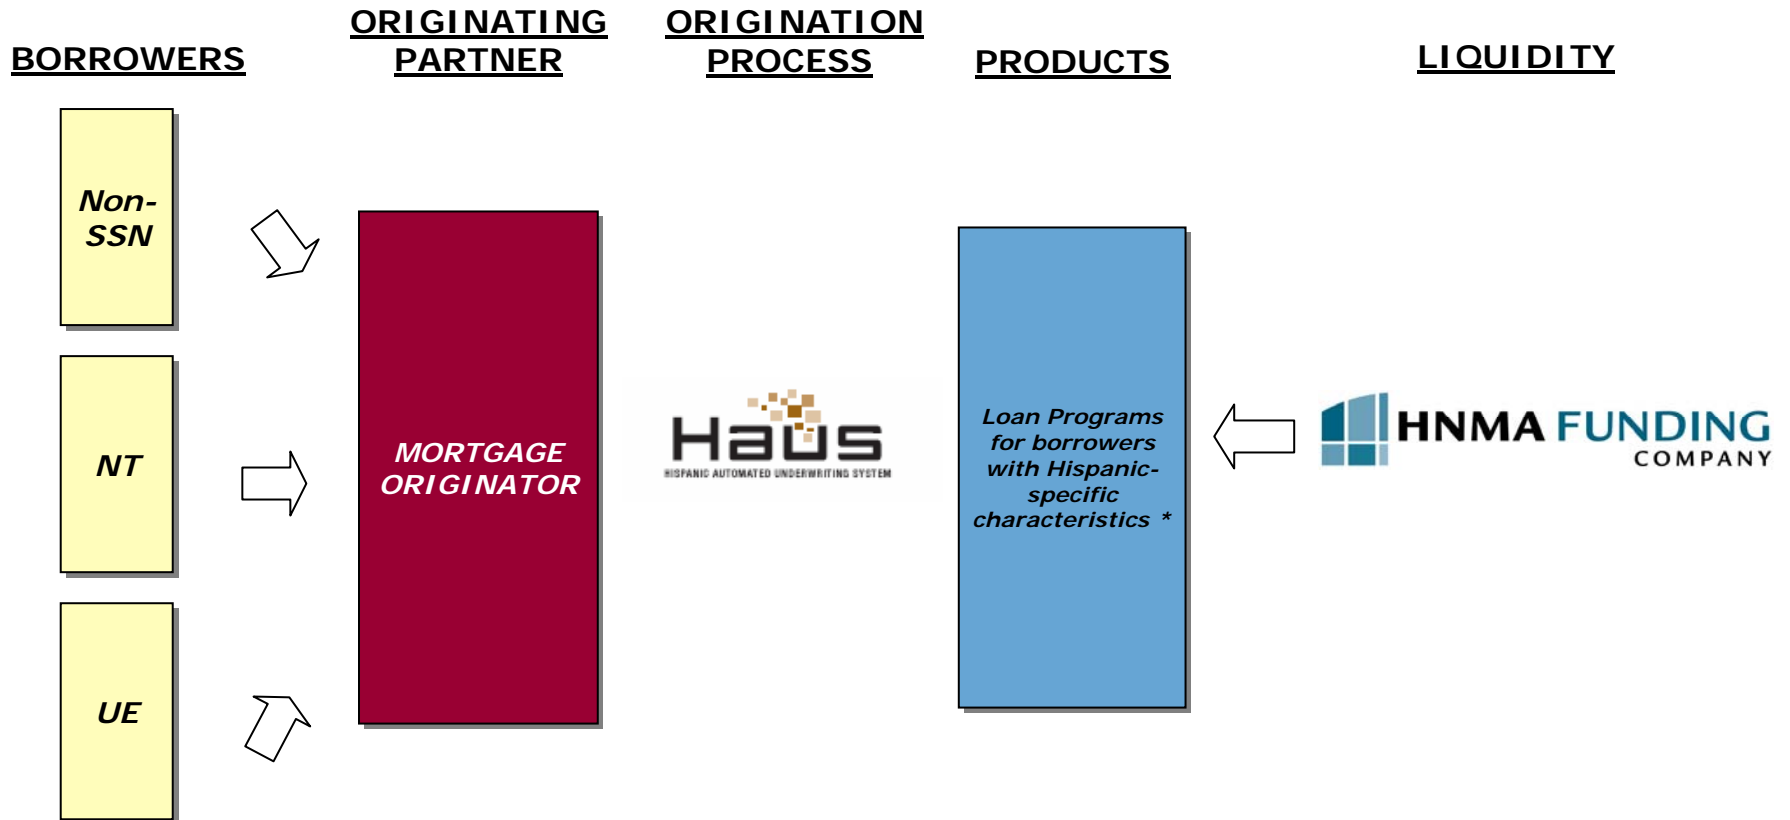 BORROWERS
ORIGINATING
PARTNER
ORIGINATION
PROCESS
PRODUCTS
LIQUIDITY
Non-
SSN
NT
UE
MORTGAGE
ORIGINATOR
Haus
HISPANIC AUTOMATED UNDERWRITING SYSTEM
Loan Programs
for borrowers
with Hispanic-
specific
characteristics *
HNMA FUNDING
COMPANY